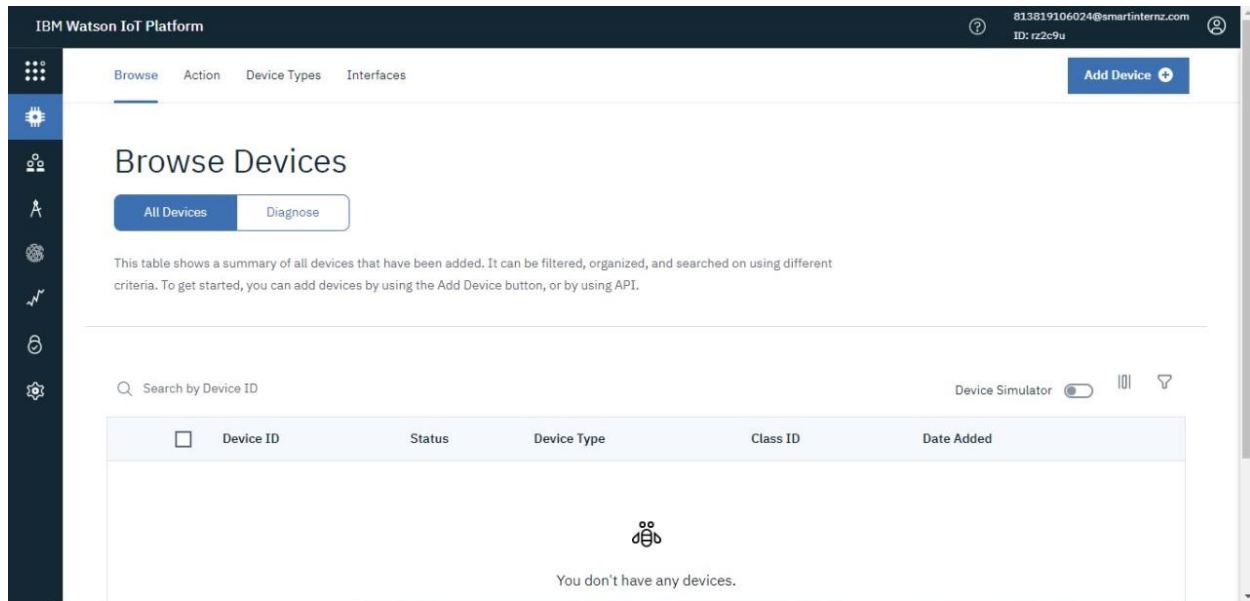 IBM Watson IoT Platform
813819106024@smartinternz.com
ID: rz2c9u
Browse Action Device Types Interfaces
Add Device
Browse Devices
All Devices Diagnose
This table shows a summary of all devices that have been added. It can be filtered, organized, and searched on using different
criteria. To get started, you can add devices by using the Add Device button, or by using API.
Search by Device ID
Device Simulator
Device ID Status Device Type Class ID Date Added
You don't have any devices.